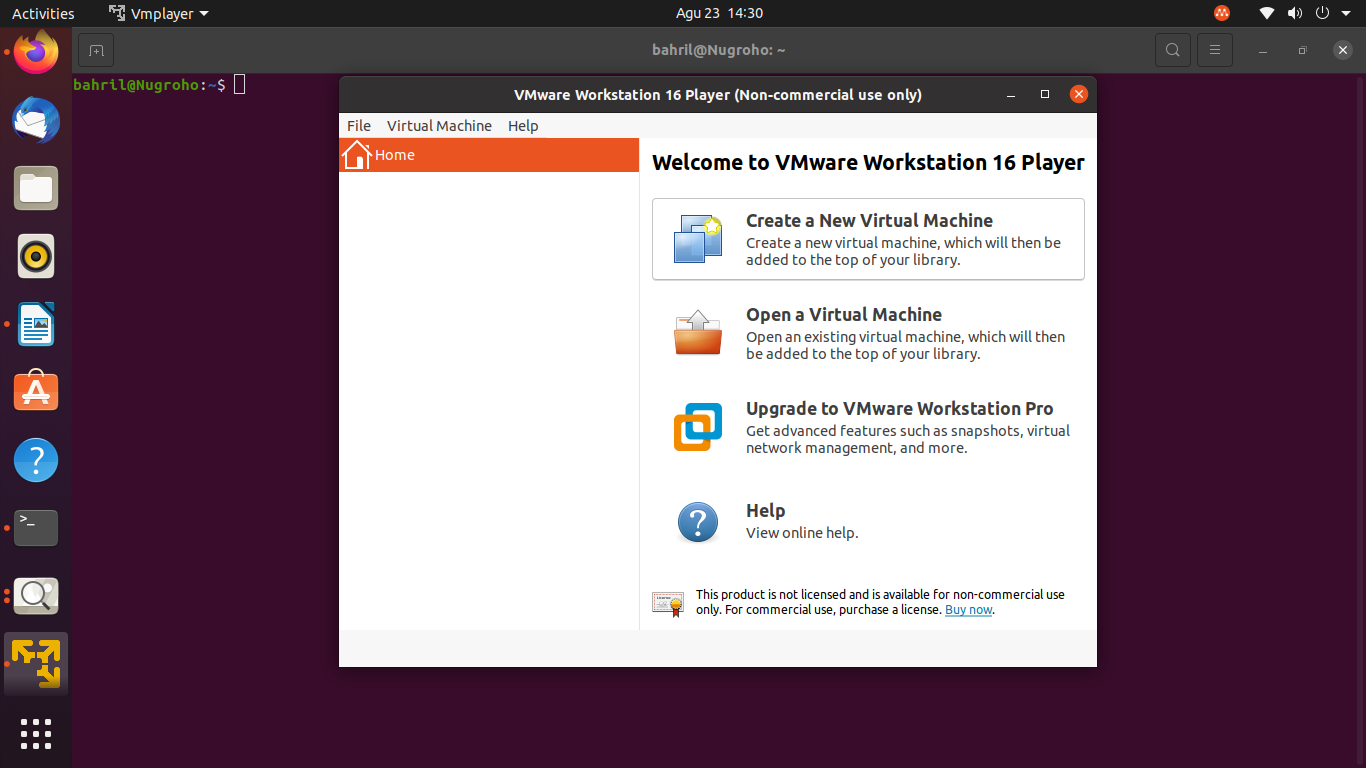 Activities
Vmplayer
Agu 23 14:30
bahril@Nugroho: ~
bahril@Nugroho:~$
VMware Workstation 16 Player (Non-commercial use only)
File Virtual Machine Help
Home
Welcome to VMware Workstation 16 Player
Create a New Virtual Machine
Create a new virtual machine, which will then be
added to the top of your library.
Open a Virtual Machine
Open an existing virtual machine, which will then
be added to the top of your library.
Upgrade to VMware Workstation Pro
Get advanced features such as snapshots, virtual
network management, and more.
Help
View online help.
This product is not licensed and is available for non-commercial use
only. For commercial use, purchase a license. Buy now.